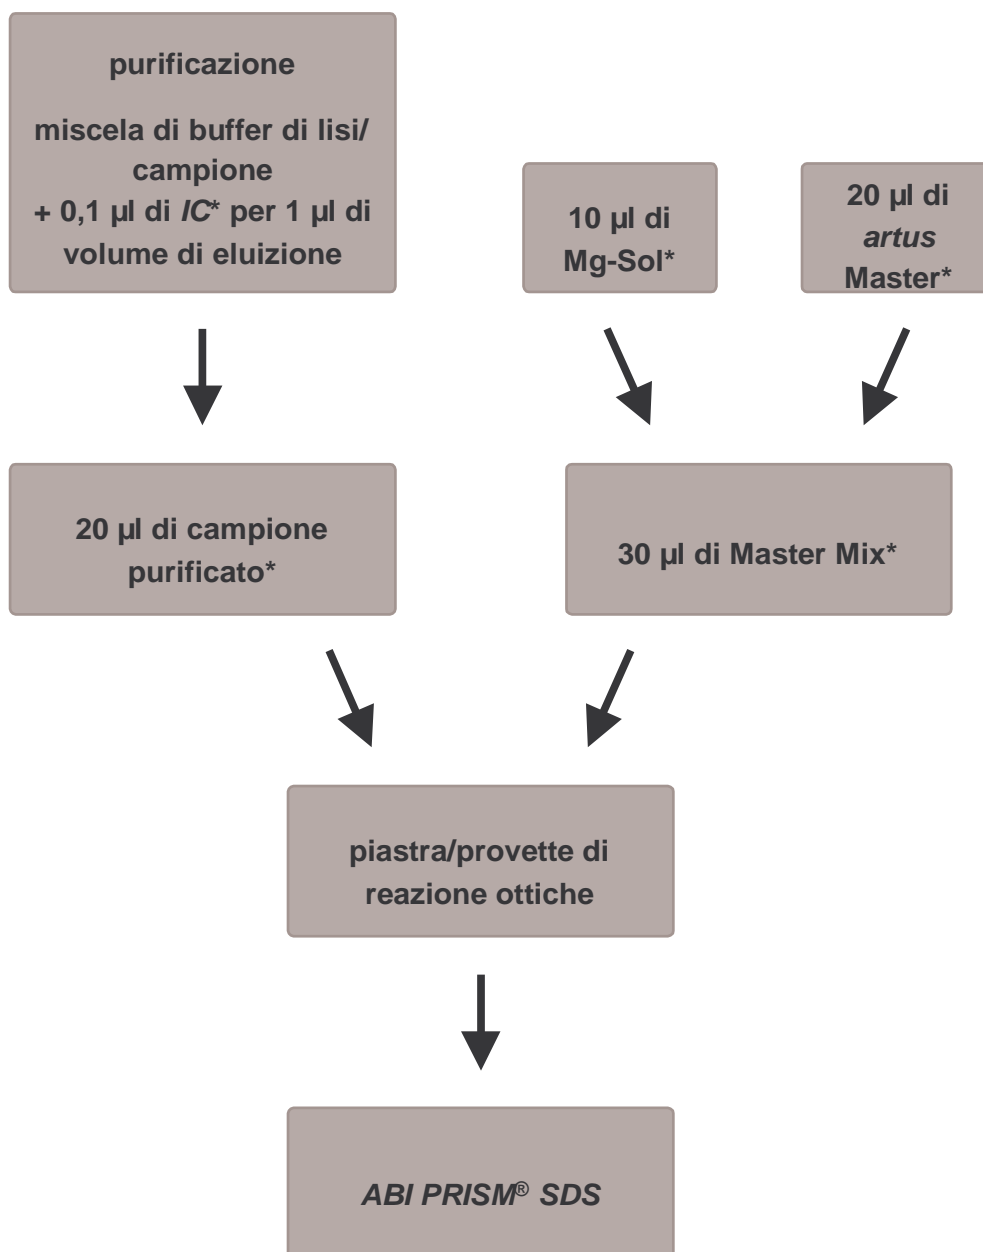 purificazione
miscela di buffer di lisi/
campione
+ 0,1 µl di IC* per 1 µl di
volume di eluizione
10 µl di
Mg-Sol*
20 µl di
artus
Master*
20 µl di campione
purificato*
30 µl di Master Mix*
piastra/provette di
reazione ottiche
ABI PRISM® SDS